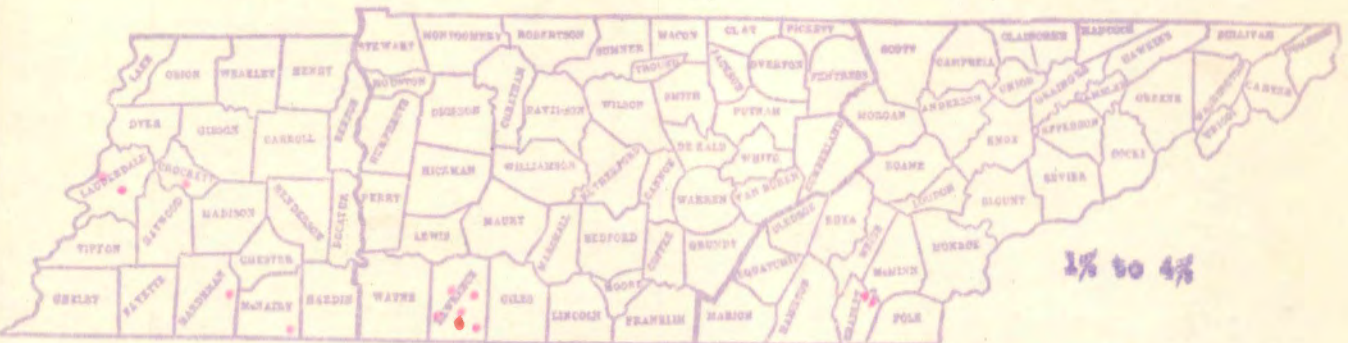 LAKE
OBION
WEAKLEY
HENRY
STEWART
MONTGOMERY
ROBERTSON
SUMNER
MACON
CLAY
PICKETT
SCOTT
CAMPBELL
CLAIBORNE
HANCOCK
HAWKINS
SULLIVAN
JOHNSON
CARTER
WASHINGTON
UNICOI
GREENE
HAMBLEN
GRAINGER
UNION
HOUSTON
TROUSDALE
JACKSON
OVERTON
FENTRESS
DYER
GIBSON
CARROLL
BENTON
HUMPHREYS
DICKSON
CHEATHAM
DAVIDSON
WILSON
SMITH
PUTNAM
MORGAN
ANDERSON
KNOX
JEFFERSON
COCKE
SEVIER
LAUDERDALE
CROCKETT
HAYWOOD
MADISON
HENDERSON
DECATUR
PERRY
HICKMAN
WILLIAMSON
RUTHERFORD
CANNON
DE KALB
WHITE
CUMBERLAND
WARREN
VAN BUREN
ROANE
LOUDON
BLOUNT
TIPTON
CHESTER
LEWIS
MAURY
MARSHALL
BEDFORD
COFFEE
GRUNDY
BLEDSOE
RHEA
MEIGS
McMINN
MONROE
SHELBY
FAYETTE
HARDEMAN
McNAIRY
HARDIN
WAYNE
LAWRENCE
GILES
LINCOLN
MOORE
FRANKLIN
MARION
SEQUATCHIE
HAMILTON
BRADLEY
POLK
1% to 4%